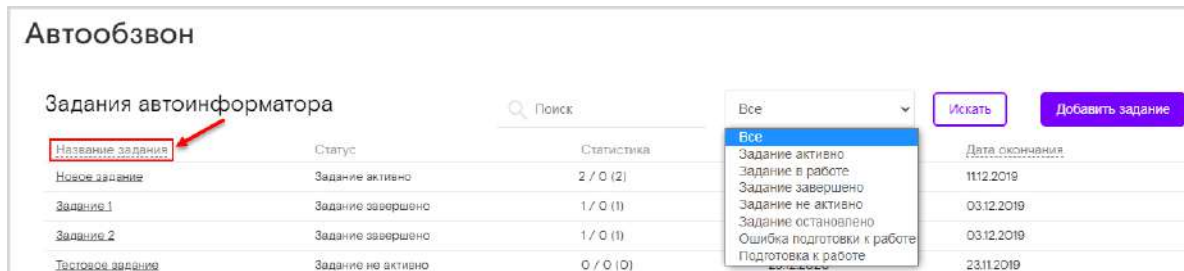 Автообзвон
Задания автоинформатора
Поиск
Все
Искать
Добавить задание
Название задания Статус Статистика Дата окончания
Все
Задание активно
Задание в работе
Задание завершено
Задание не активно
Задание остановлено
Ошибка подготовки к работе
Подготовка к работе
Новое задание Задание активно 2 / 0 (2) 11.12.2019
Задание 1 Задание завершено 1 / 0 (1) 03.12.2019
Задание 2 Задание завершено 1 / 0 (1) 03.12.2019
Тестовое задание Задание не активно 0 / 0 (0) 23.11.2019